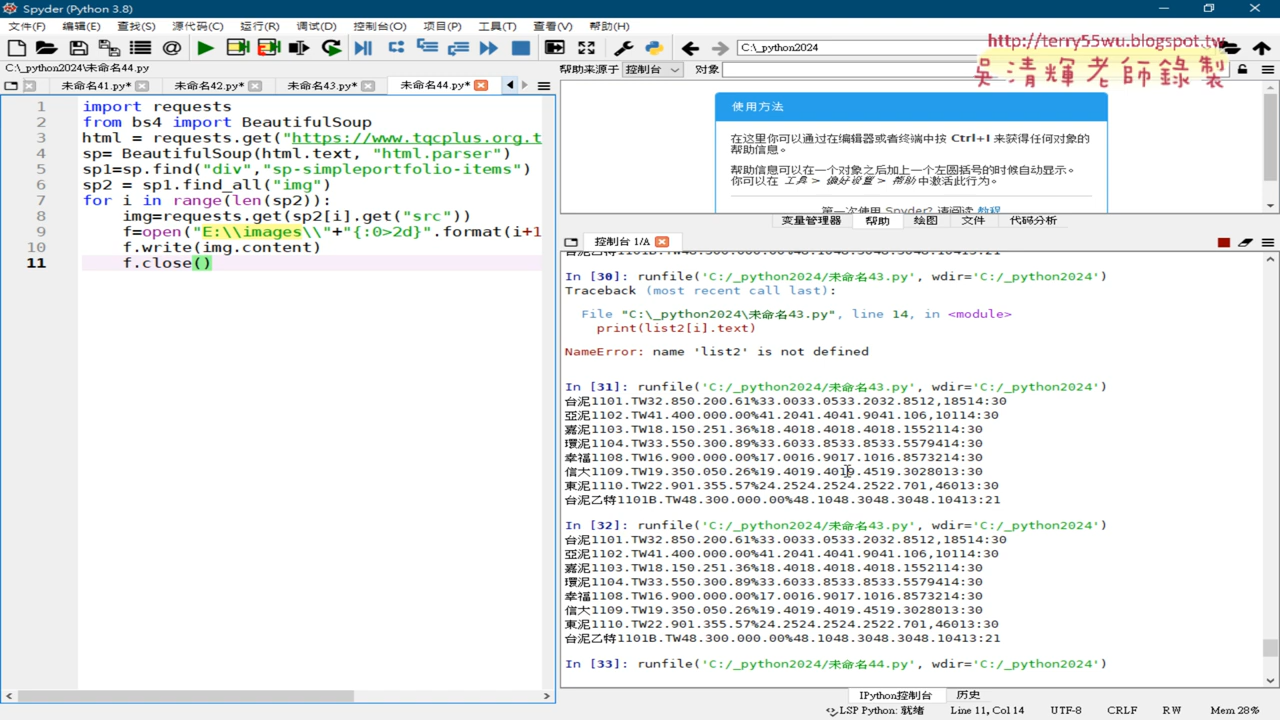 Spyder (Python 3.8)
文件(F) 编辑(E) 查找(S) 源代码(C) 运行(R) 调试(D) 控制台(O) 项目(P) 工具(T) 查看(V) 帮助(H)
C:\_python2024
http://terry55wu.blogspot.tw
吳清輝老師錄製
C:\_python2024\未命名44.py
帮助来源于 控制台 对象
未命名41.py* 未命名42.py* 未命名43.py* 未命名44.py*
1 import requests
2 from bs4 import BeautifulSoup
3 html = requests.get("https://www.tqcplus.org.t
4 sp= BeautifulSoup(html.text, "html.parser")
5 sp1=sp.find("div","sp-simpleportfolio-items")
6 sp2 = sp1.find_all("img")
7 for i in range(len(sp2)):
8 img=requests.get(sp2[i].get("src"))
9 f=open("E:\\images\\"+"{:0>2d}".format(i+1
10 f.write(img.content)
11 f.close()
使用方法
在这里你可以通过在编辑器或者终端中按 Ctrl+I 来获得任何对象的
帮助信息。
帮助信息可以在一个对象之后加上一个左圆括号的时候自动显示。
你可以在 工具 > 偏好设置 > 帮助 中激活此行为。
第一次使用 Spyder? 请阅读 教程
变量管理器 帮助 绘图 文件 代码分析
控制台 1/A
台泥乙特1101B.TW48.300.000.00%48.1048.3048.3048.10413:21
In [30]: runfile('C:/_python2024/未命名43.py', wdir='C:/_python2024')
Traceback (most recent call last):
File "C:\_python2024\未命名43.py", line 14, in <module>
print(list2[i].text)
NameError: name 'list2' is not defined
In [31]: runfile('C:/_python2024/未命名43.py', wdir='C:/_python2024')
台泥1101.TW32.850.200.61%33.0033.0533.2032.8512,18514:30
亞泥1102.TW41.400.000.00%41.2041.4041.9041.106,10114:30
嘉泥1103.TW18.150.251.36%18.4018.4018.4018.1552114:30
環泥1104.TW33.550.300.89%33.6033.8533.8533.5579414:30
幸福1108.TW16.900.000.00%17.0016.9017.1016.8573214:30
信大1109.TW19.350.050.26%19.4019.4019.4519.3028013:30
東泥1110.TW22.901.355.57%24.2524.2524.2522.701,46013:30
台泥乙特1101B.TW48.300.000.00%48.1048.3048.3048.10413:21
In [32]: runfile('C:/_python2024/未命名43.py', wdir='C:/_python2024')
台泥1101.TW32.850.200.61%33.0033.0533.2032.8512,18514:30
亞泥1102.TW41.400.000.00%41.2041.4041.9041.106,10114:30
嘉泥1103.TW18.150.251.36%18.4018.4018.4018.1552114:30
環泥1104.TW33.550.300.89%33.6033.8533.8533.5579414:30
幸福1108.TW16.900.000.00%17.0016.9017.1016.8573214:30
信大1109.TW19.350.050.26%19.4019.4019.4519.3028013:30
東泥1110.TW22.901.355.57%24.2524.2524.2522.701,46013:30
台泥乙特1101B.TW48.300.000.00%48.1048.3048.3048.10413:21
In [33]: runfile('C:/_python2024/未命名44.py', wdir='C:/_python2024')
IPython控制台 历史
LSP Python: 就绪 Line 11, Col 14 UTF-8 CRLF RW Mem 28%